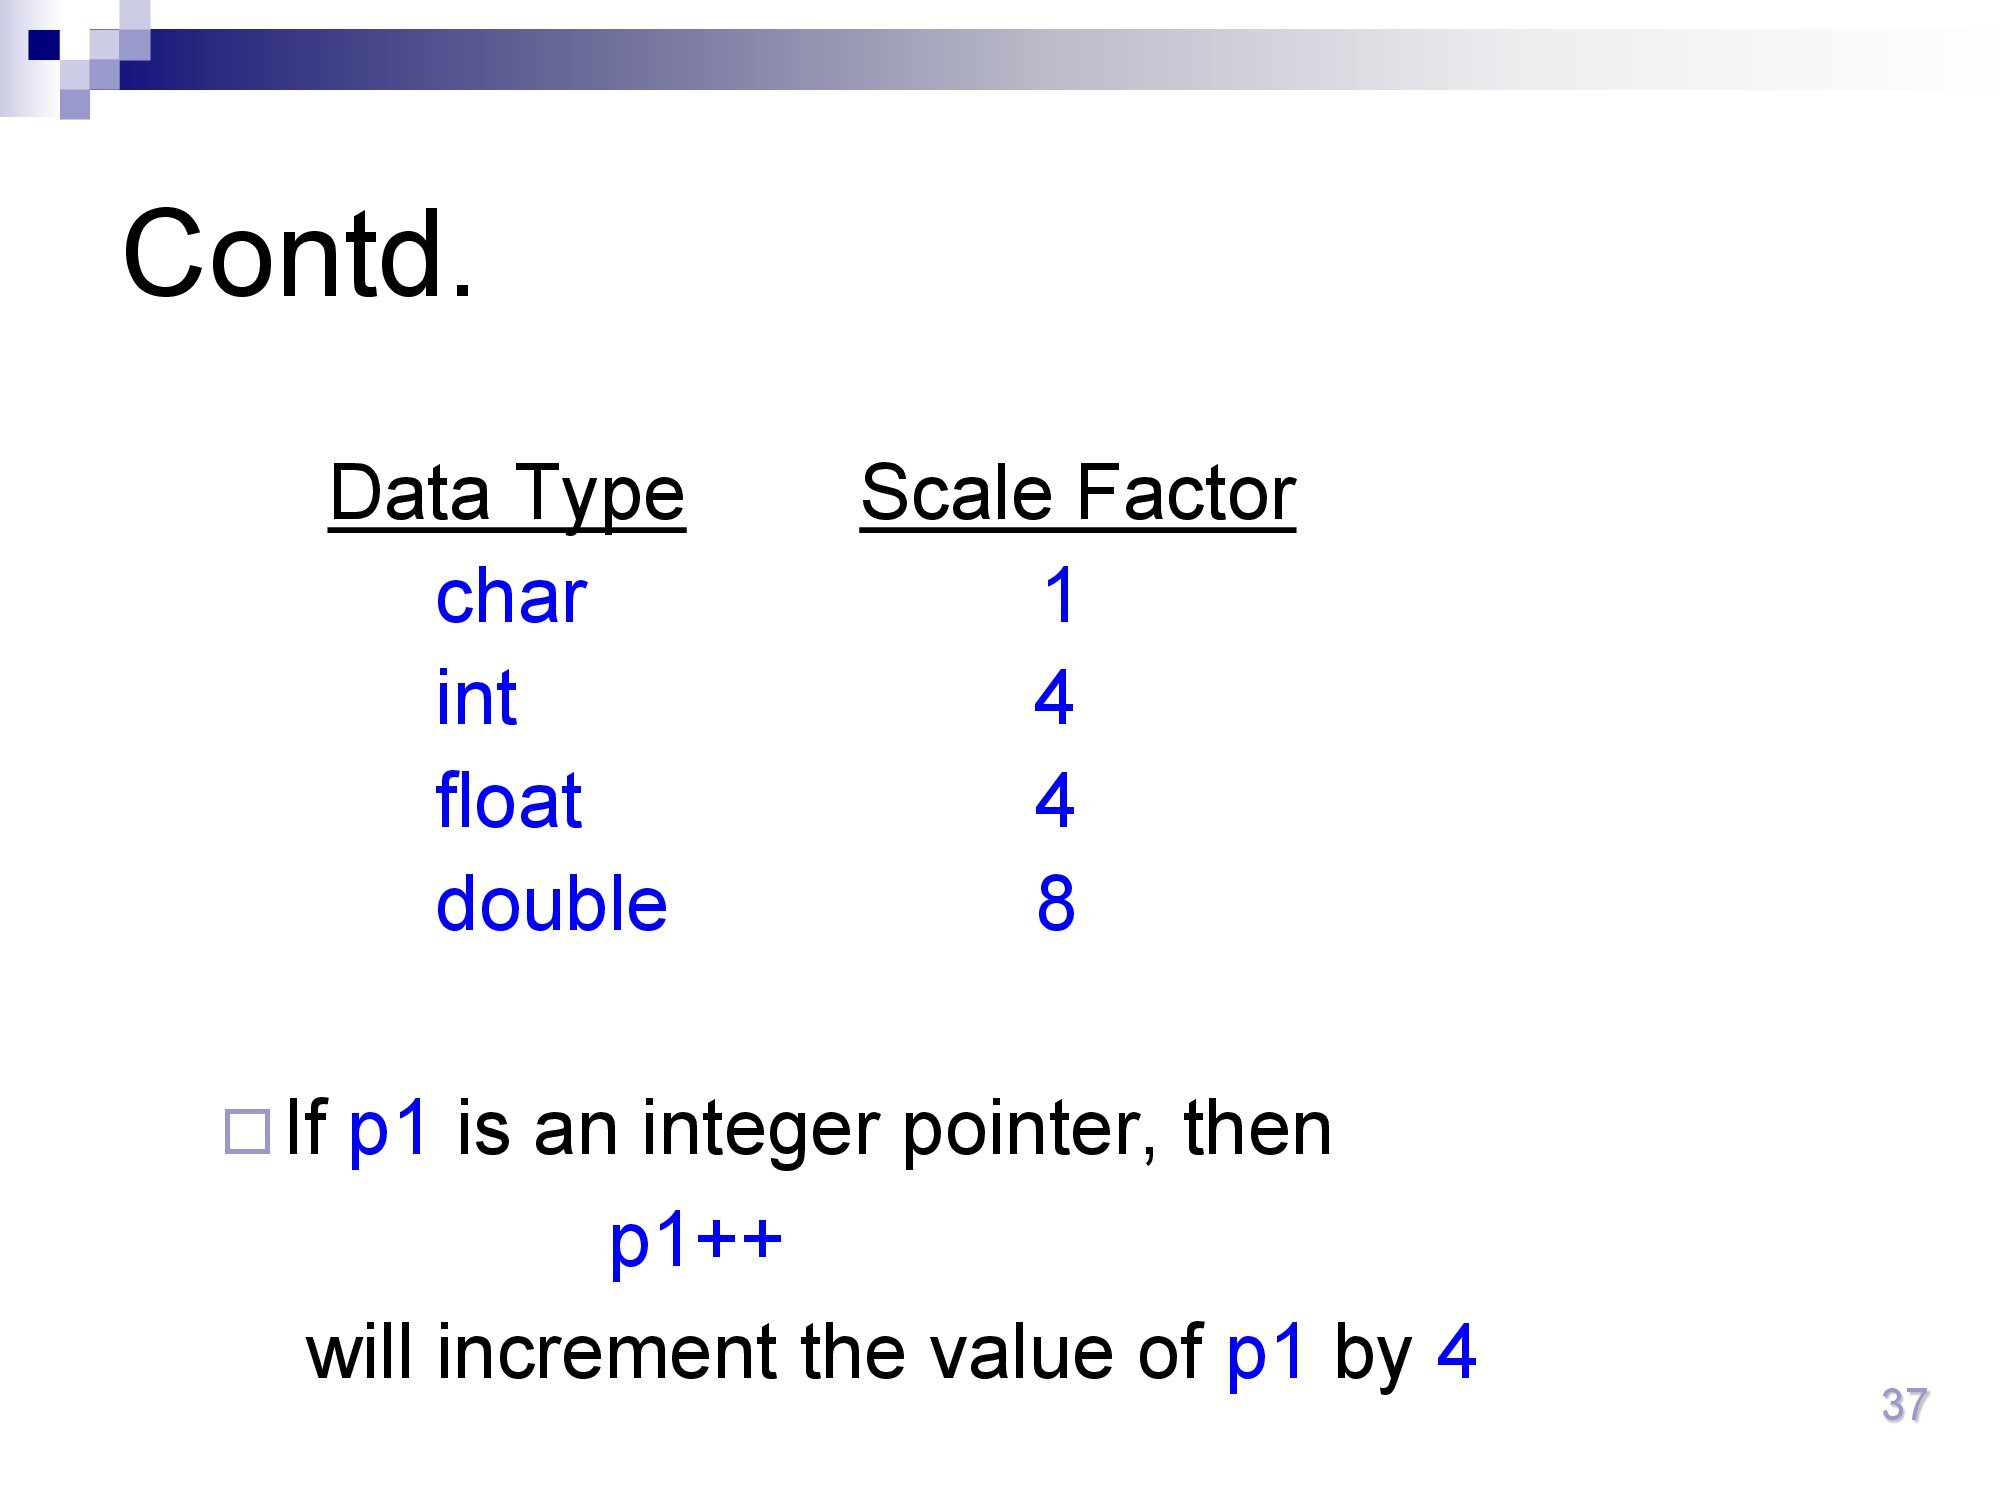 Contd.
Data Type Scale Factor
char 1
int 4
float 4
double 8
If p1 is an integer pointer, then
p1++
will increment the value of p1 by 4
37